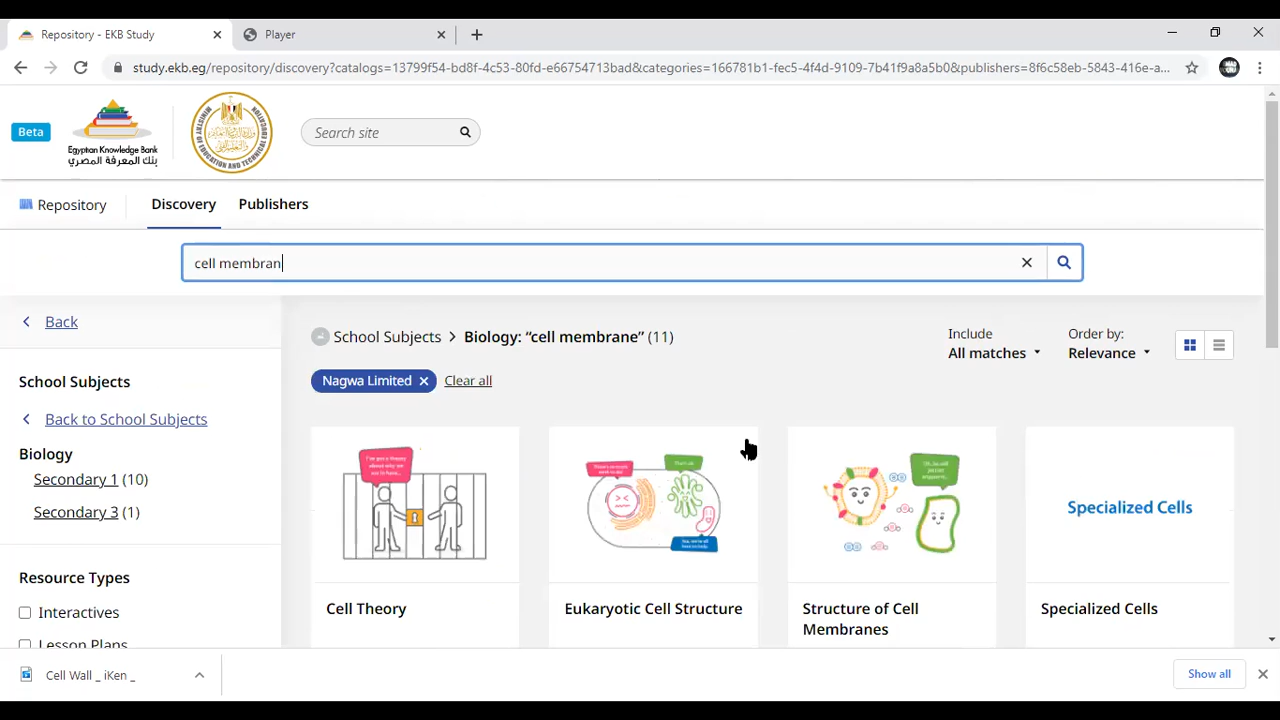 Repository - EKB Study
Player
study.ekb.eg/repository/discovery?catalogs=13799f54-bd8f-4c53-80fd-e66754713bad&categories=166781b1-fec5-4f4d-9109-7b41f9a8a5b0&publishers=8f6c58eb-5843-416e-a...
Beta
Egyptian Knowledge Bank
بنك المعرفة المصري
Search site
Repository
Discovery
Publishers
cell membran
Back
School Subjects > Biology: “cell membrane” (11)
Include
All matches
Order by:
Relevance
Nagwa Limited
Clear all
School Subjects
Back to School Subjects
Biology
Secondary 1 (10)
Secondary 3 (1)
Resource Types
Interactives
Lesson Plans
Specialized Cells
Cell Theory
Eukaryotic Cell Structure
Structure of Cell
Membranes
Specialized Cells
Cell Wall _ iKen _
Show all